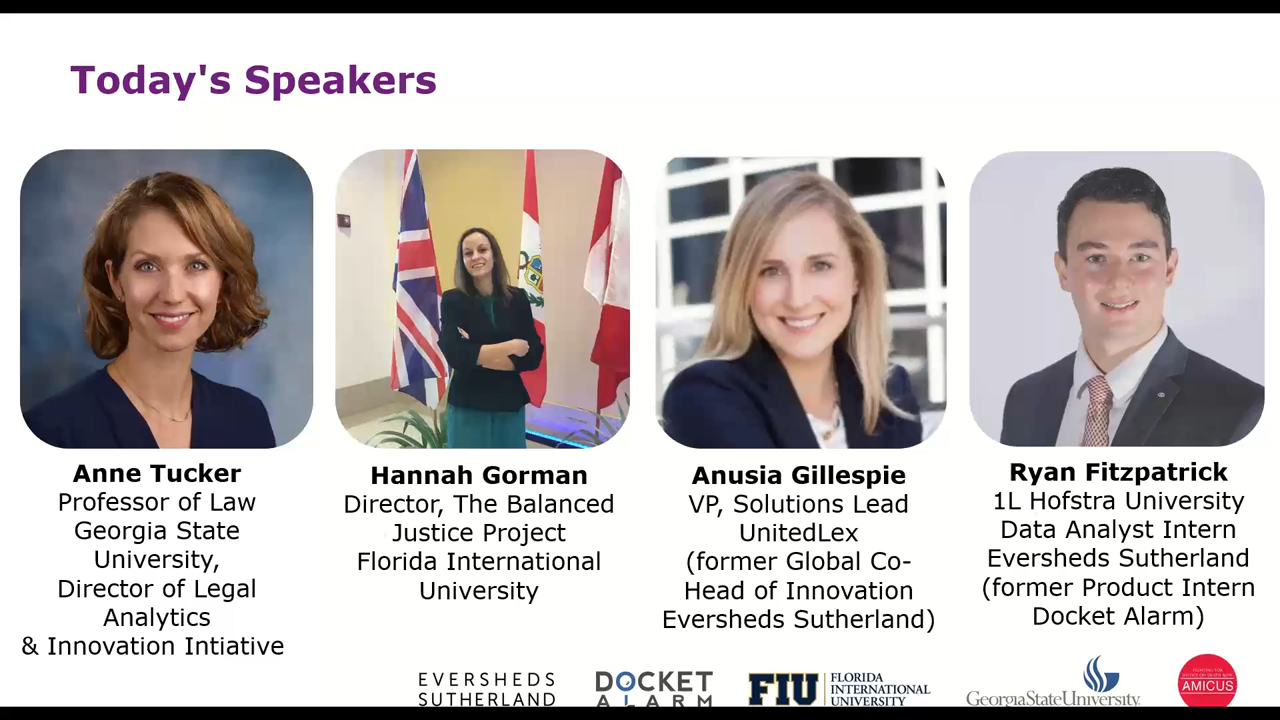 Today's Speakers
Anne Tucker
Professor of Law
Georgia State
University,
Director of Legal
Analytics
& Innovation Intiative
Hannah Gorman
Director, The Balanced
Justice Project
Florida International
University
Anusia Gillespie
VP, Solutions Lead
UnitedLex
(former Global Co-
Head of Innovation
Eversheds Sutherland)
Ryan Fitzpatrick
1L Hofstra University
Data Analyst Intern
Eversheds Sutherland
(former Product Intern
Docket Alarm)
EVERSHEDS
SUTHERLAND
DOCKET
ALARM
FIU
FLORIDA
INTERNATIONAL
UNIVERSITY
GeorgiaStateUniversity
AMICUS